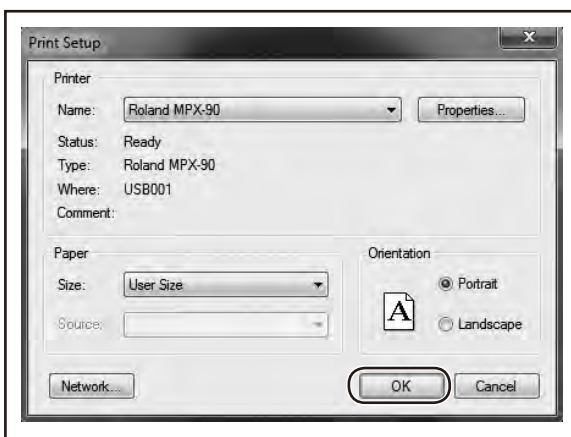 Print Setup
Printer
Name: Roland MPX-90 Properties...
Status: Ready
Type: Roland MPX-90
Where: USB001
Comment:
Paper
Size: User Size
Source:
Orientation
A
Portrait
Landscape
Network... OK Cancel